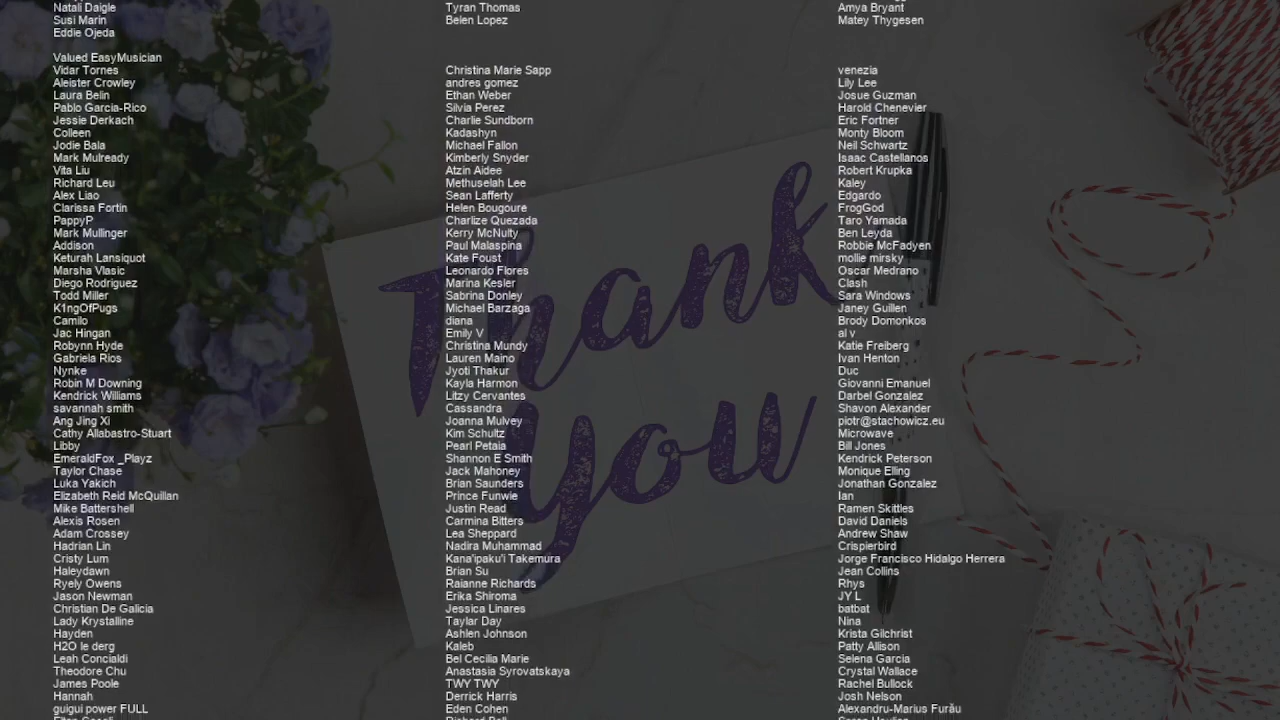 Natali Daigle
Susi Marin
Eddie Ojeda
Valued EasyMusician
Vidar Tornes
Aleister Crowley
Laura Belin
Pablo Garcia-Rico
Jessie Derkach
Colleen
Jodie Bala
Mark Mulready
Vita Liu
Richard Leu
Alex Liao
Clarissa Fortin
PappyP
Mark Mullinger
Addison
Keturah Lansiquot
Marsha Vlasic
Diego Rodriguez
Todd Miller
K1ngOfPugs
Camilo
Jac Hingan
Robynn Hyde
Gabriela Rios
Nynke
Robin M Downing
Kendrick Williams
savannah smith
Ang Jing Xi
Cathy Allabastro-Stuart
Libby
EmeraldFox _Playz
Taylor Chase
Luka Yakich
Elizabeth Reid McQuillan
Mike Battershell
Alexis Rosen
Adam Crossey
Hadrian Lin
Cristy Lum
Haleydawn
Ryely Owens
Jason Newman
Christian De Galicia
Lady Krystalline
Hayden
H2O le derg
Leah Concialdi
Theodore Chu
James Poole
Hannah
guigui power FULL
Tyran Thomas
Belen Lopez
Christina Marie Sapp
andres gomez
Ethan Weber
Silvia Perez
Charlie Sundborn
Kadashyn
Michael Fallon
Kimberly Snyder
Atzin Aidee
Methuselah Lee
Sean Lafferty
Helen Bougoure
Charlize Quezada
Kerry McNulty
Paul Malaspina
Kate Foust
Leonardo Flores
Marina Kesler
Sabrina Donley
Michael Barzaga
diana
Emily V
Christina Mundy
Lauren Maino
Jyoti Thakur
Kayla Harmon
Litzy Cervantes
Cassandra
Joanna Mulvey
Kim Schultz
Pearl Petaia
Shannon E Smith
Jack Mahoney
Brian Saunders
Prince Funwie
Justin Read
Carmina Bitters
Lea Sheppard
Nadira Muhammad
Kana'ipaku'i Takemura
Brian Su
Raianne Richards
Erika Shiroma
Jessica Linares
Taylar Day
Ashlen Johnson
Kaleb
Bel Cecilia Marie
Anastasia Syrovatskaya
TWY TWY
Derrick Harris
Eden Cohen
Amya Bryant
Matey Thygesen
venezia
Lily Lee
Josue Guzman
Harold Chenevier
Eric Fortner
Monty Bloom
Neil Schwartz
Isaac Castellanos
Robert Krupka
Kaley
Edgardo
FrogGod
Taro Yamada
Ben Leyda
Robbie McFadyen
mollie mirsky
Oscar Medrano
Clash
Sara Windows
Janey Guillen
Brody Domonkos
al v
Katie Freiberg
Ivan Henton
Duc
Giovanni Emanuel
Darbel Gonzalez
Shavon Alexander
piotr@stachowicz.eu
Microwave
Bill Jones
Kendrick Peterson
Monique Elling
Jonathan Gonzalez
Ian
Ramen Skittles
David Daniels
Andrew Shaw
Crispierbird
Jorge Francisco Hidalgo Herrera
Jean Collins
Rhys
JY L
batbat
Nina
Krista Gilchrist
Patty Allison
Selena Garcia
Crystal Wallace
Rachel Bullock
Josh Nelson
Alexandru-Marius Furău
Thank
you